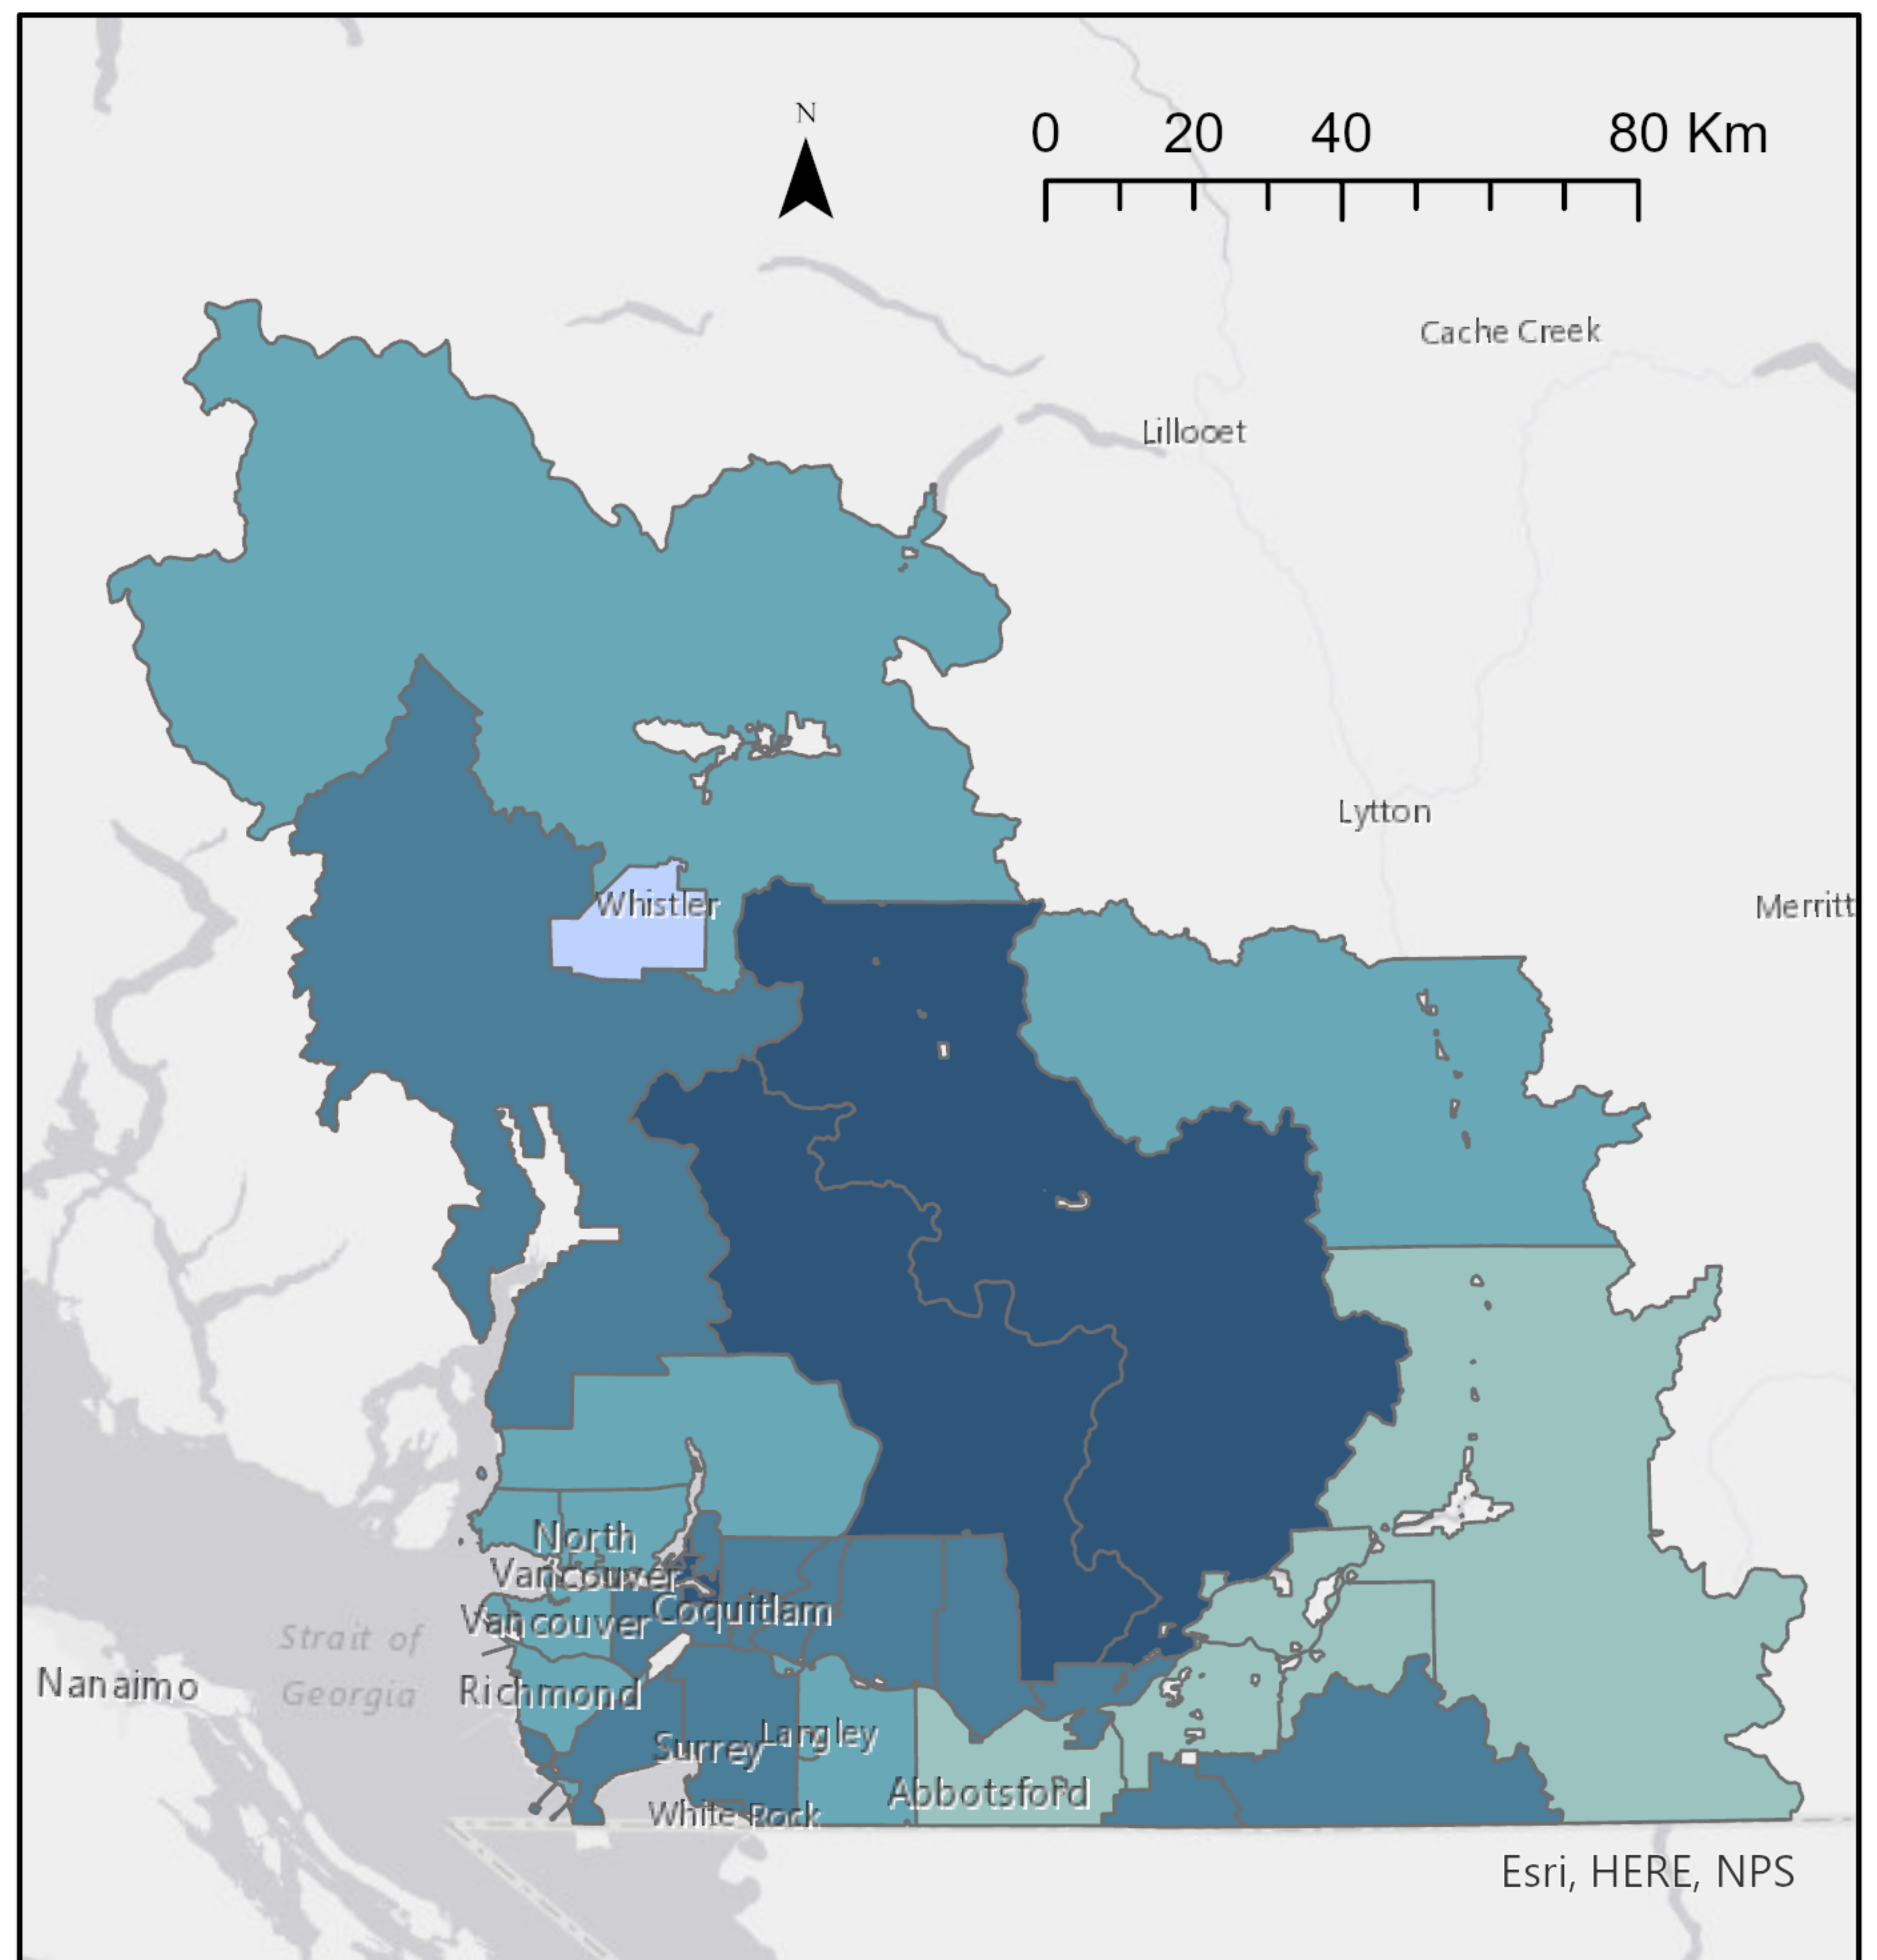 N
0 20 40 80 Km
Cache Creek
Lillooet
Lytton
Whistler
Merritt
North
Vancouver
Vancouver
Coquitlam
Strait of
Georgia
Nanaimo
Richmond
Surrey
Langley
Abbotsford
White Rock
Esri, HERE, NPS